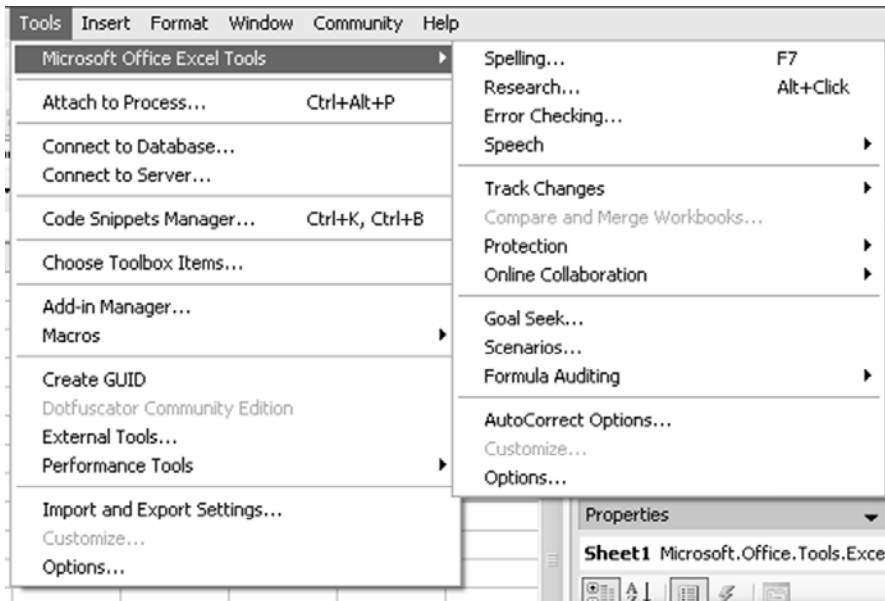 Tools Insert Format Window Community Help
Microsoft Office Excel Tools
Attach to Process... Ctrl+Alt+P
Connect to Database...
Connect to Server...
Code Snippets Manager... Ctrl+K, Ctrl+B
Choose Toolbox Items...
Add-in Manager...
Macros
Create GUID
Dotfuscator Community Edition
External Tools...
Performance Tools
Import and Export Settings...
Customize...
Options...
Spelling... F7
Research... Alt+Click
Error Checking...
Speech
Track Changes
Compare and Merge Workbooks...
Protection
Online Collaboration
Goal Seek...
Scenarios...
Formula Auditing
AutoCorrect Options...
Customize...
Options...
Properties
Sheet1 Microsoft.Office.Tools.Exce